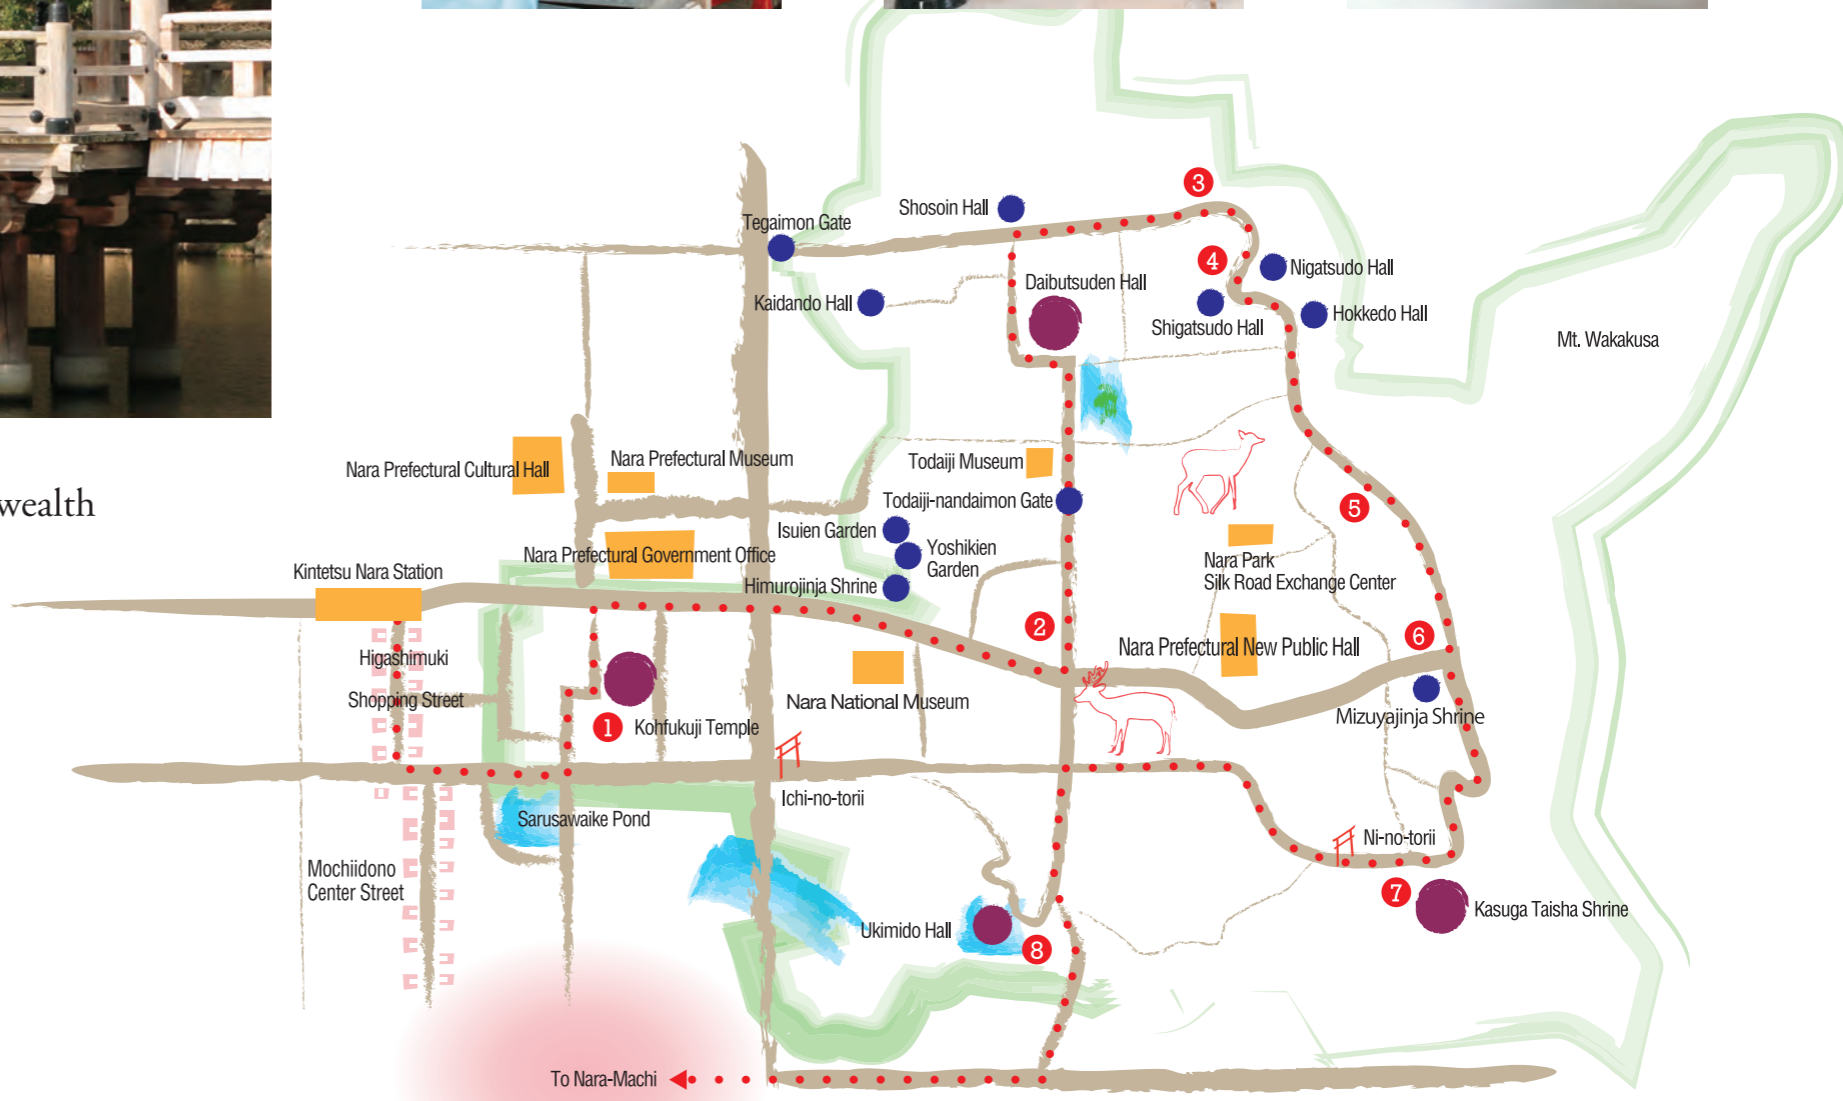 wealth
3
Shosoin Hall
Tegaimon Gate
4
Nigatsudo Hall
Daibutsuden Hall
Kaidando Hall
Hokkedo Hall
Shigatsudo Hall
Mt. Wakakusa
Nara Prefectural Cultural Hall
Nara Prefectural Museum
Todaiji Museum
Todaiji-nandaimon Gate
5
Isuien Garden
Yoshikien
Garden
Nara Prefectural Government Office
Nara Park
Silk Road Exchange Center
Kintetsu Nara Station
Himurojinja Shrine
2
6
Nara Prefectural New Public Hall
Higashimuki
Shopping Street
Nara National Museum
Mizuyajinja Shrine
1
Kohfukuji Temple
Ichi-no-torii
Sarusawaike Pond
Ni-no-torii
Mochiidono
Center Street
7
Kasuga Taisha Shrine
Ukimido Hall
8
To Nara-Machi